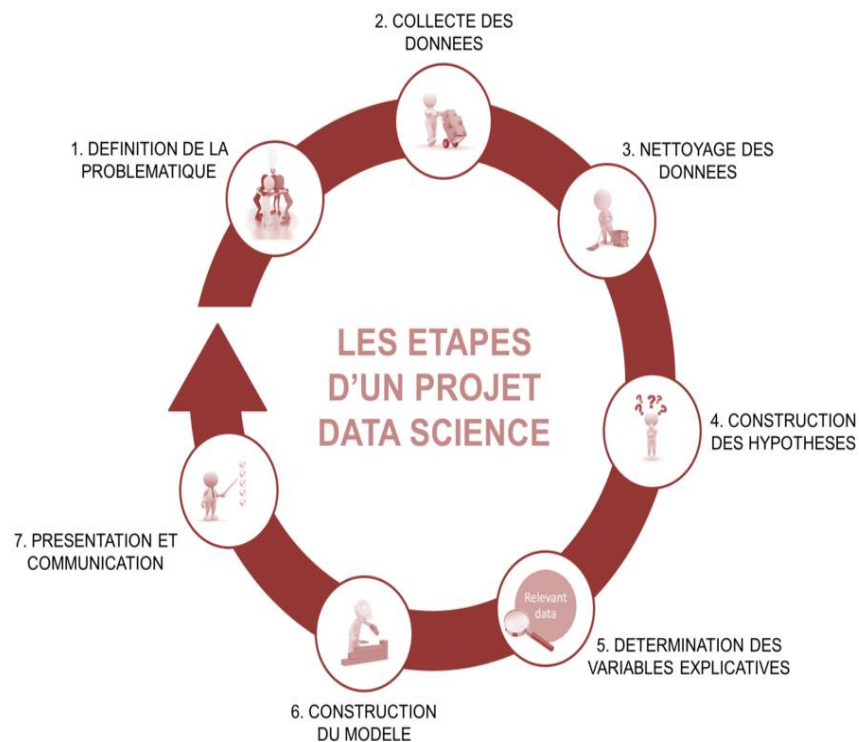 2. COLLECTE DES
DONNEES
1. DEFINITION DE LA
PROBLEMATIQUE
3. NETTOYAGE DES
DONNEES
LES ETAPES
D'UN PROJET
DATA SCIENCE
4. CONSTRUCTION
DES HYPOTHESES
7. PRESENTATION ET
COMMUNICATION
Relevant
data
5. DETERMINATION DES
VARIABLES EXPLICATIVES
6. CONSTRUCTION
DU MODELE